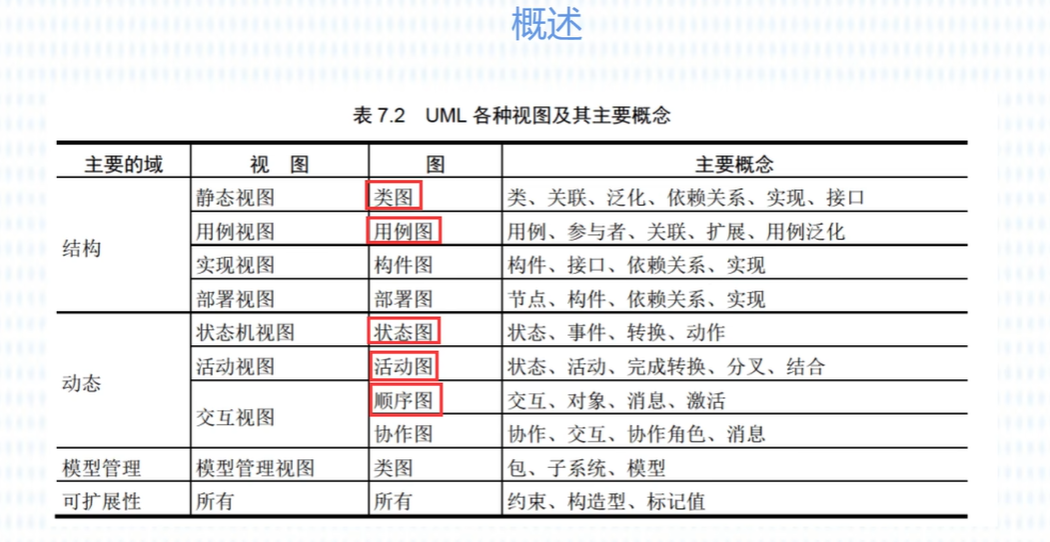 概述
表 7.2 UML 各种视图及其主要概念
主要的域 视 图 图 主要概念
结构 静态视图 类图 类、关联、泛化、依赖关系、实现、接口
用例视图 用例图 用例、参与者、关联、扩展、用例泛化
实现视图 构件图 构件、接口、依赖关系、实现
部署视图 部署图 节点、构件、依赖关系、实现
动态 状态机视图 状态图 状态、事件、转换、动作
活动视图 活动图 状态、活动、完成转换、分叉、结合
交互视图 顺序图 交互、对象、消息、激活
协作图 协作、交互、协作角色、消息
模型管理 模型管理视图 类图 包、子系统、模型
可扩展性 所有 所有 约束、构造型、标记值